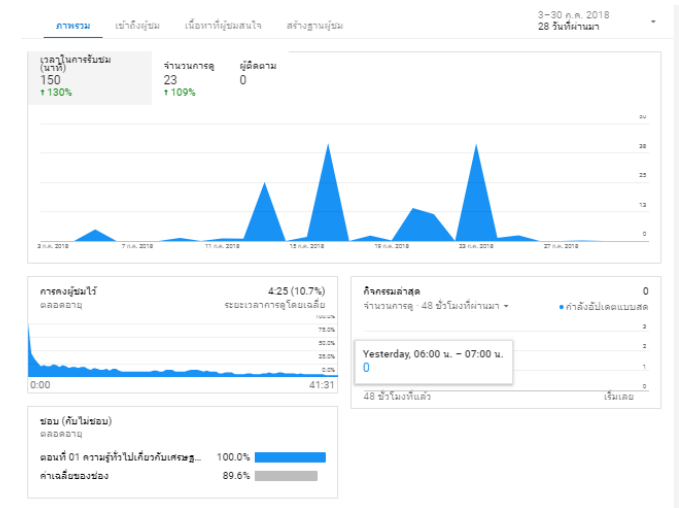 ภาพรวม
เข้าถึงผู้ชม
เนื้อหาที่ผู้ชมสนใจ
สร้างฐานผู้ชม
3–30 ก.ค. 2018
28 วันที่ผ่านมา
เวลาในการรับชม
(นาที)
150
↑ 130%
จำนวนการดู
23
↑ 109%
ผู้ติดตาม
0
38
25
13
0
3 ก.ค. 2018
7 ก.ค. 2018
11 ก.ค. 2018
15 ก.ค. 2018
19 ก.ค. 2018
23 ก.ค. 2018
27 ก.ค. 2018
การคงผู้ชมไว้
ตลอดอายุ
4:25 (10.7%)
ระยะเวลาการดูโดยเฉลี่ย
100.0%
75.0%
50.0%
25.0%
0.0%
0:00
41:31
กิจกรรมล่าสุด
จำนวนการดู · 48 ชั่วโมงที่ผ่านมา
0
กำลังอัปเดตแบบสด
3
2
1
0
Yesterday, 06:00 น. – 07:00 น.
0
48 ชั่วโมงที่แล้ว
เริ่มเลย
ชอบ (กับไม่ชอบ)
ตลอดอายุ
ตอนที่ 01 ความรู้ทั่วไปเกี่ยวกับเศรษฐ...
100.0%
ค่าเฉลี่ยของช่อง
89.6%